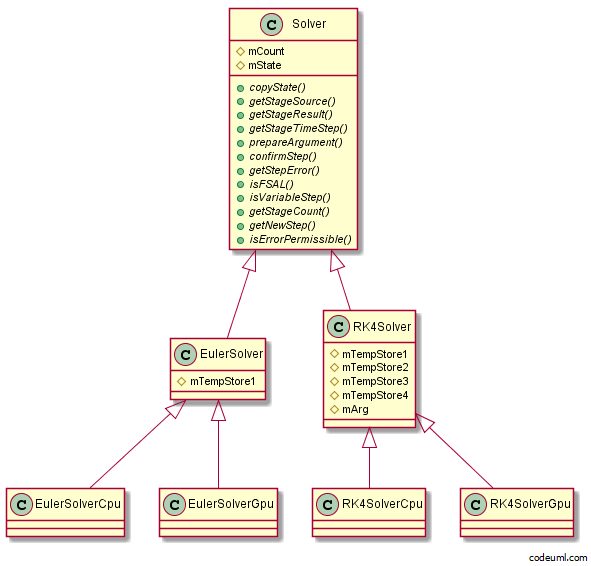 C Solver
mCount
mState
copyState()
getStageSource()
getStageResult()
getStageTimeStep()
prepareArgument()
confirmStep()
getStepError()
isFSAL()
isVariableStep()
getStageCount()
getNewStep()
isErrorPermissible()
C EulerSolver
mTempStore1
C RK4Solver
mTempStore1
mTempStore2
mTempStore3
mTempStore4
mArg
C EulerSolverCpu
C EulerSolverGpu
C RK4SolverCpu
C RK4SolverGpu
codeuml.com